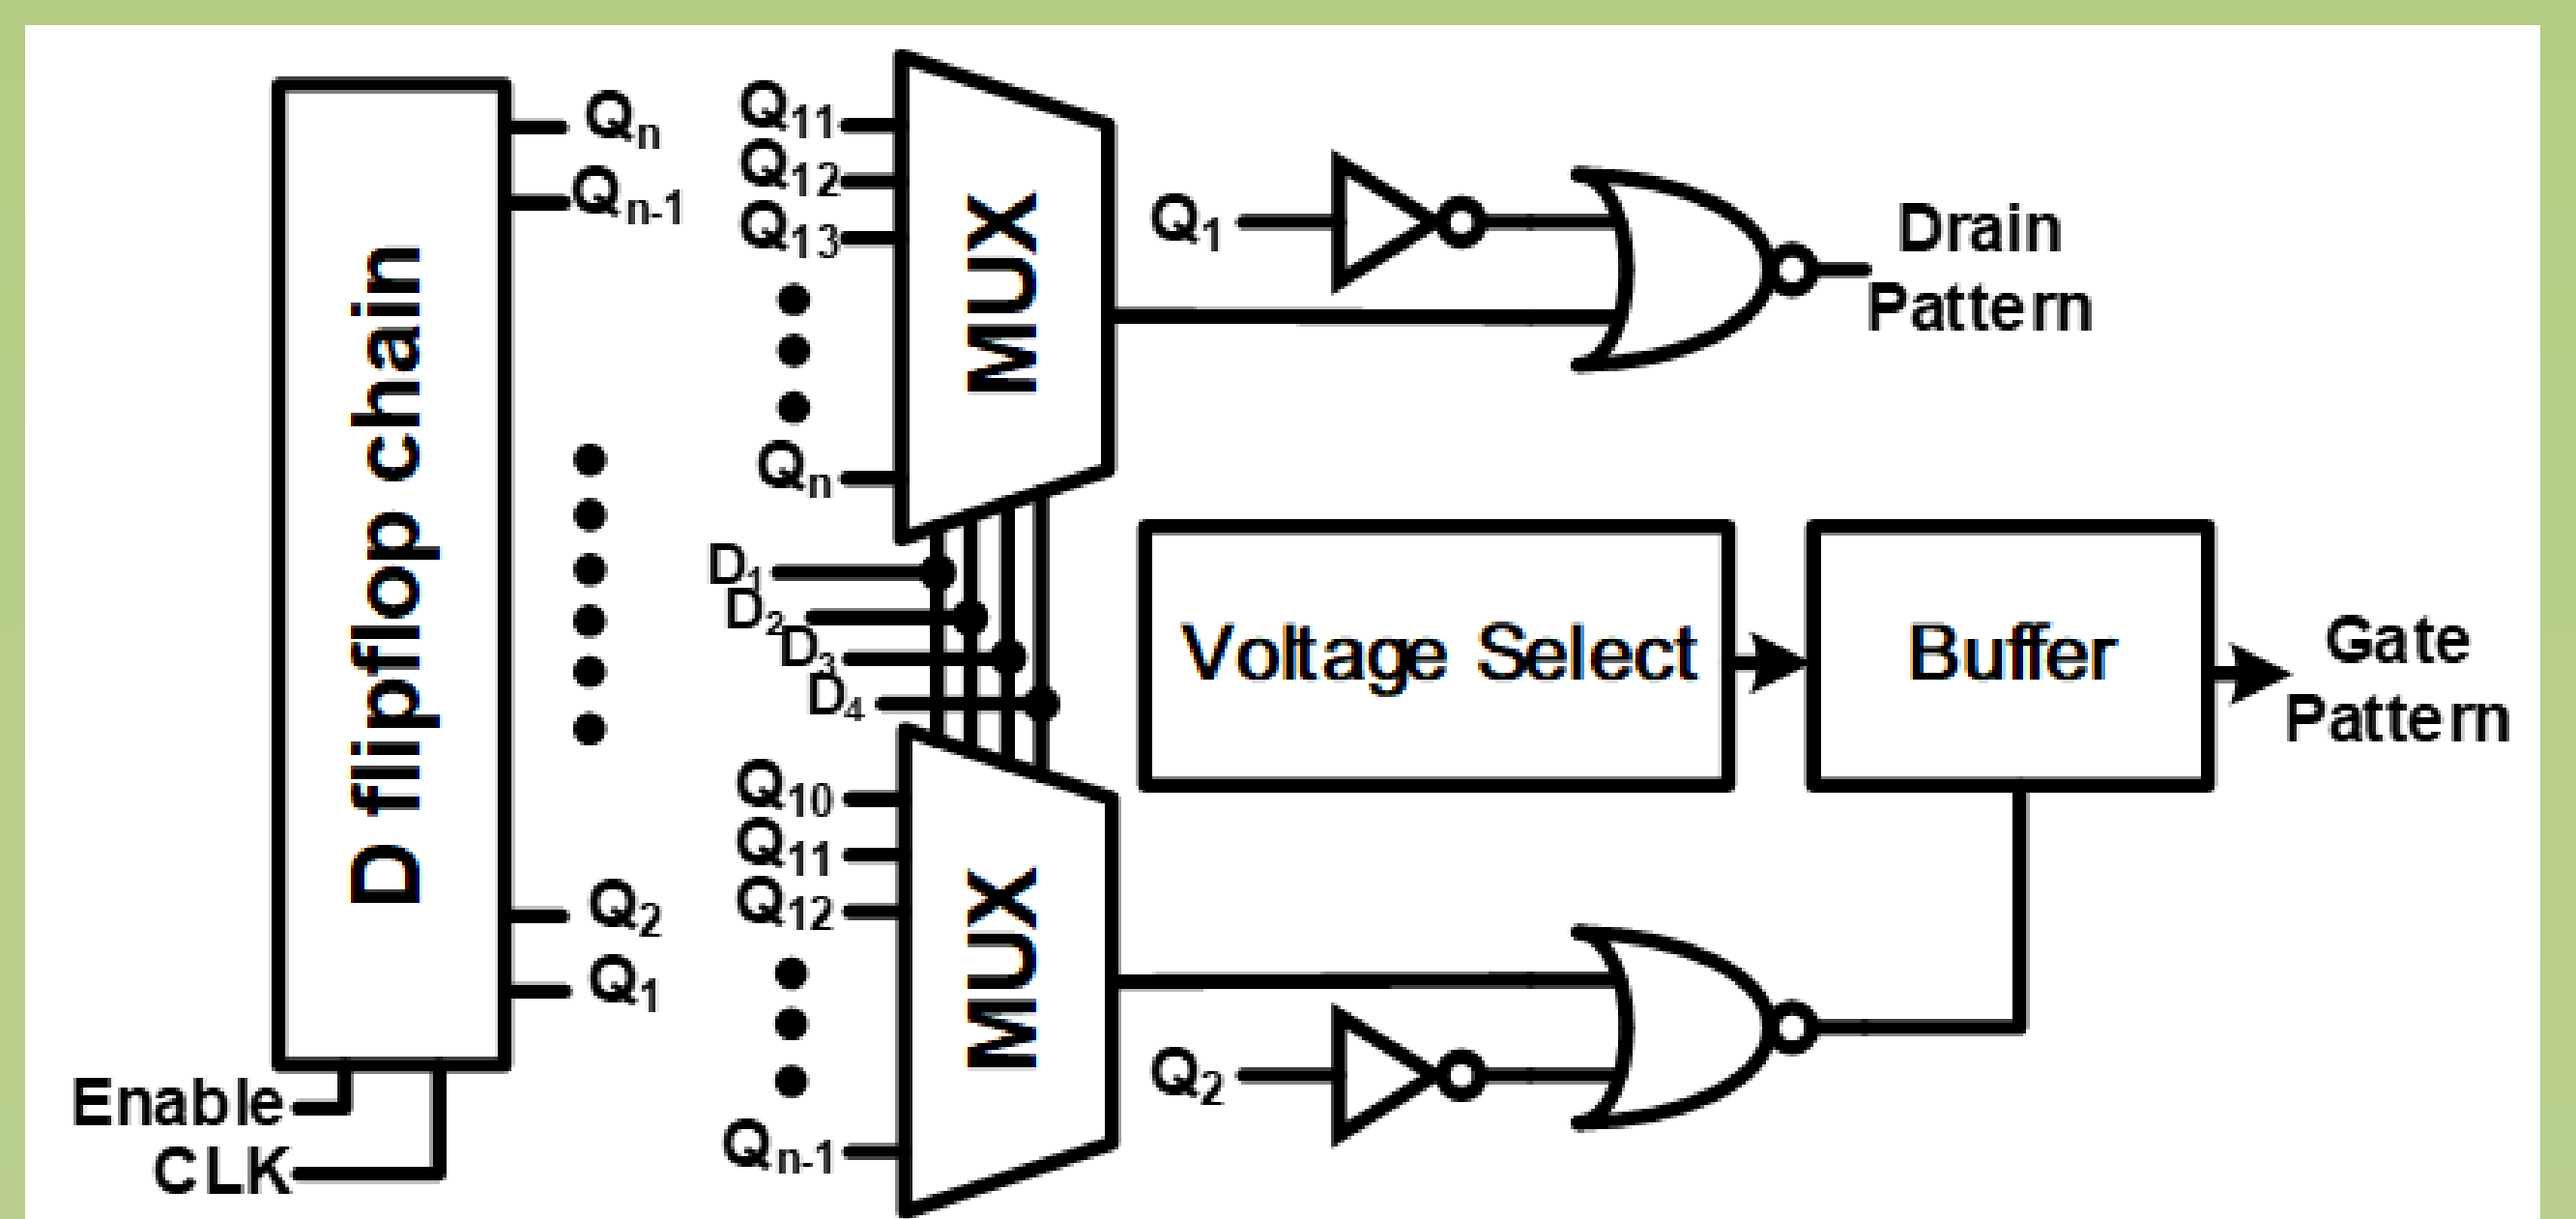 D flipflop chain
Qn
Qn-1
Q2
Q1
Enable
CLK
Q11
Q12
Q13
Qn
MUX
D1
D2
D3
D4
Q10
Q11
Q12
Qn-1
MUX
Q1
Drain
Pattern
Voltage Select
Buffer
Gate
Pattern
Q2